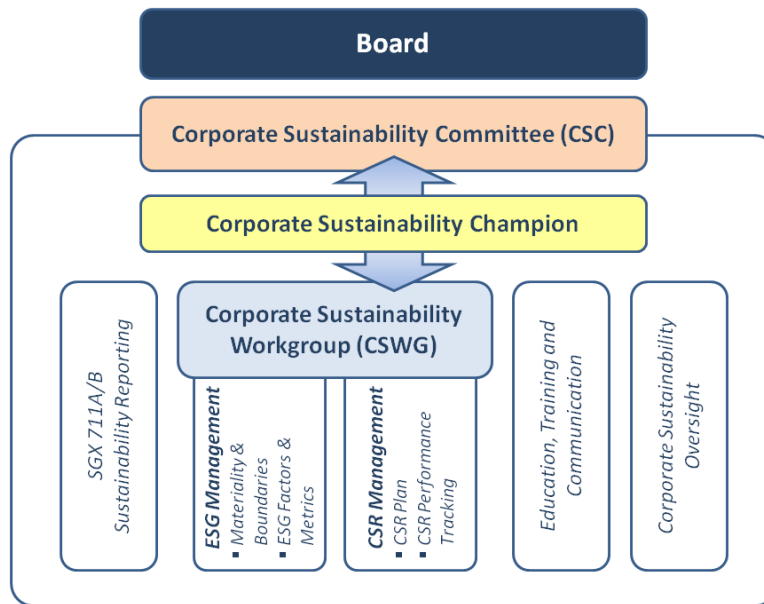 Board
Corporate Sustainability Committee (CSC)
Corporate Sustainability Champion
Corporate Sustainability
Workgroup (CSWG)
SGX 711A/B
Sustainability Reporting
ESG Management
▪ Materiality &
Boundaries
▪ ESG Factors &
Metrics
CSR Management
▪ CSR Plan
▪ CSR Performance
Tracking
Education, Training and
Communication
Corporate Sustainability
Oversight